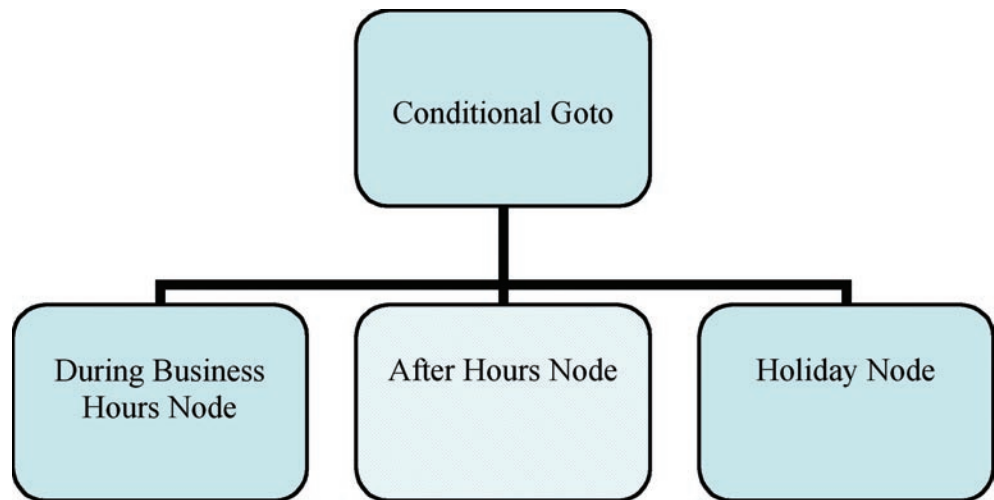 Conditional Goto
During Business
Hours Node
After Hours Node
Holiday Node